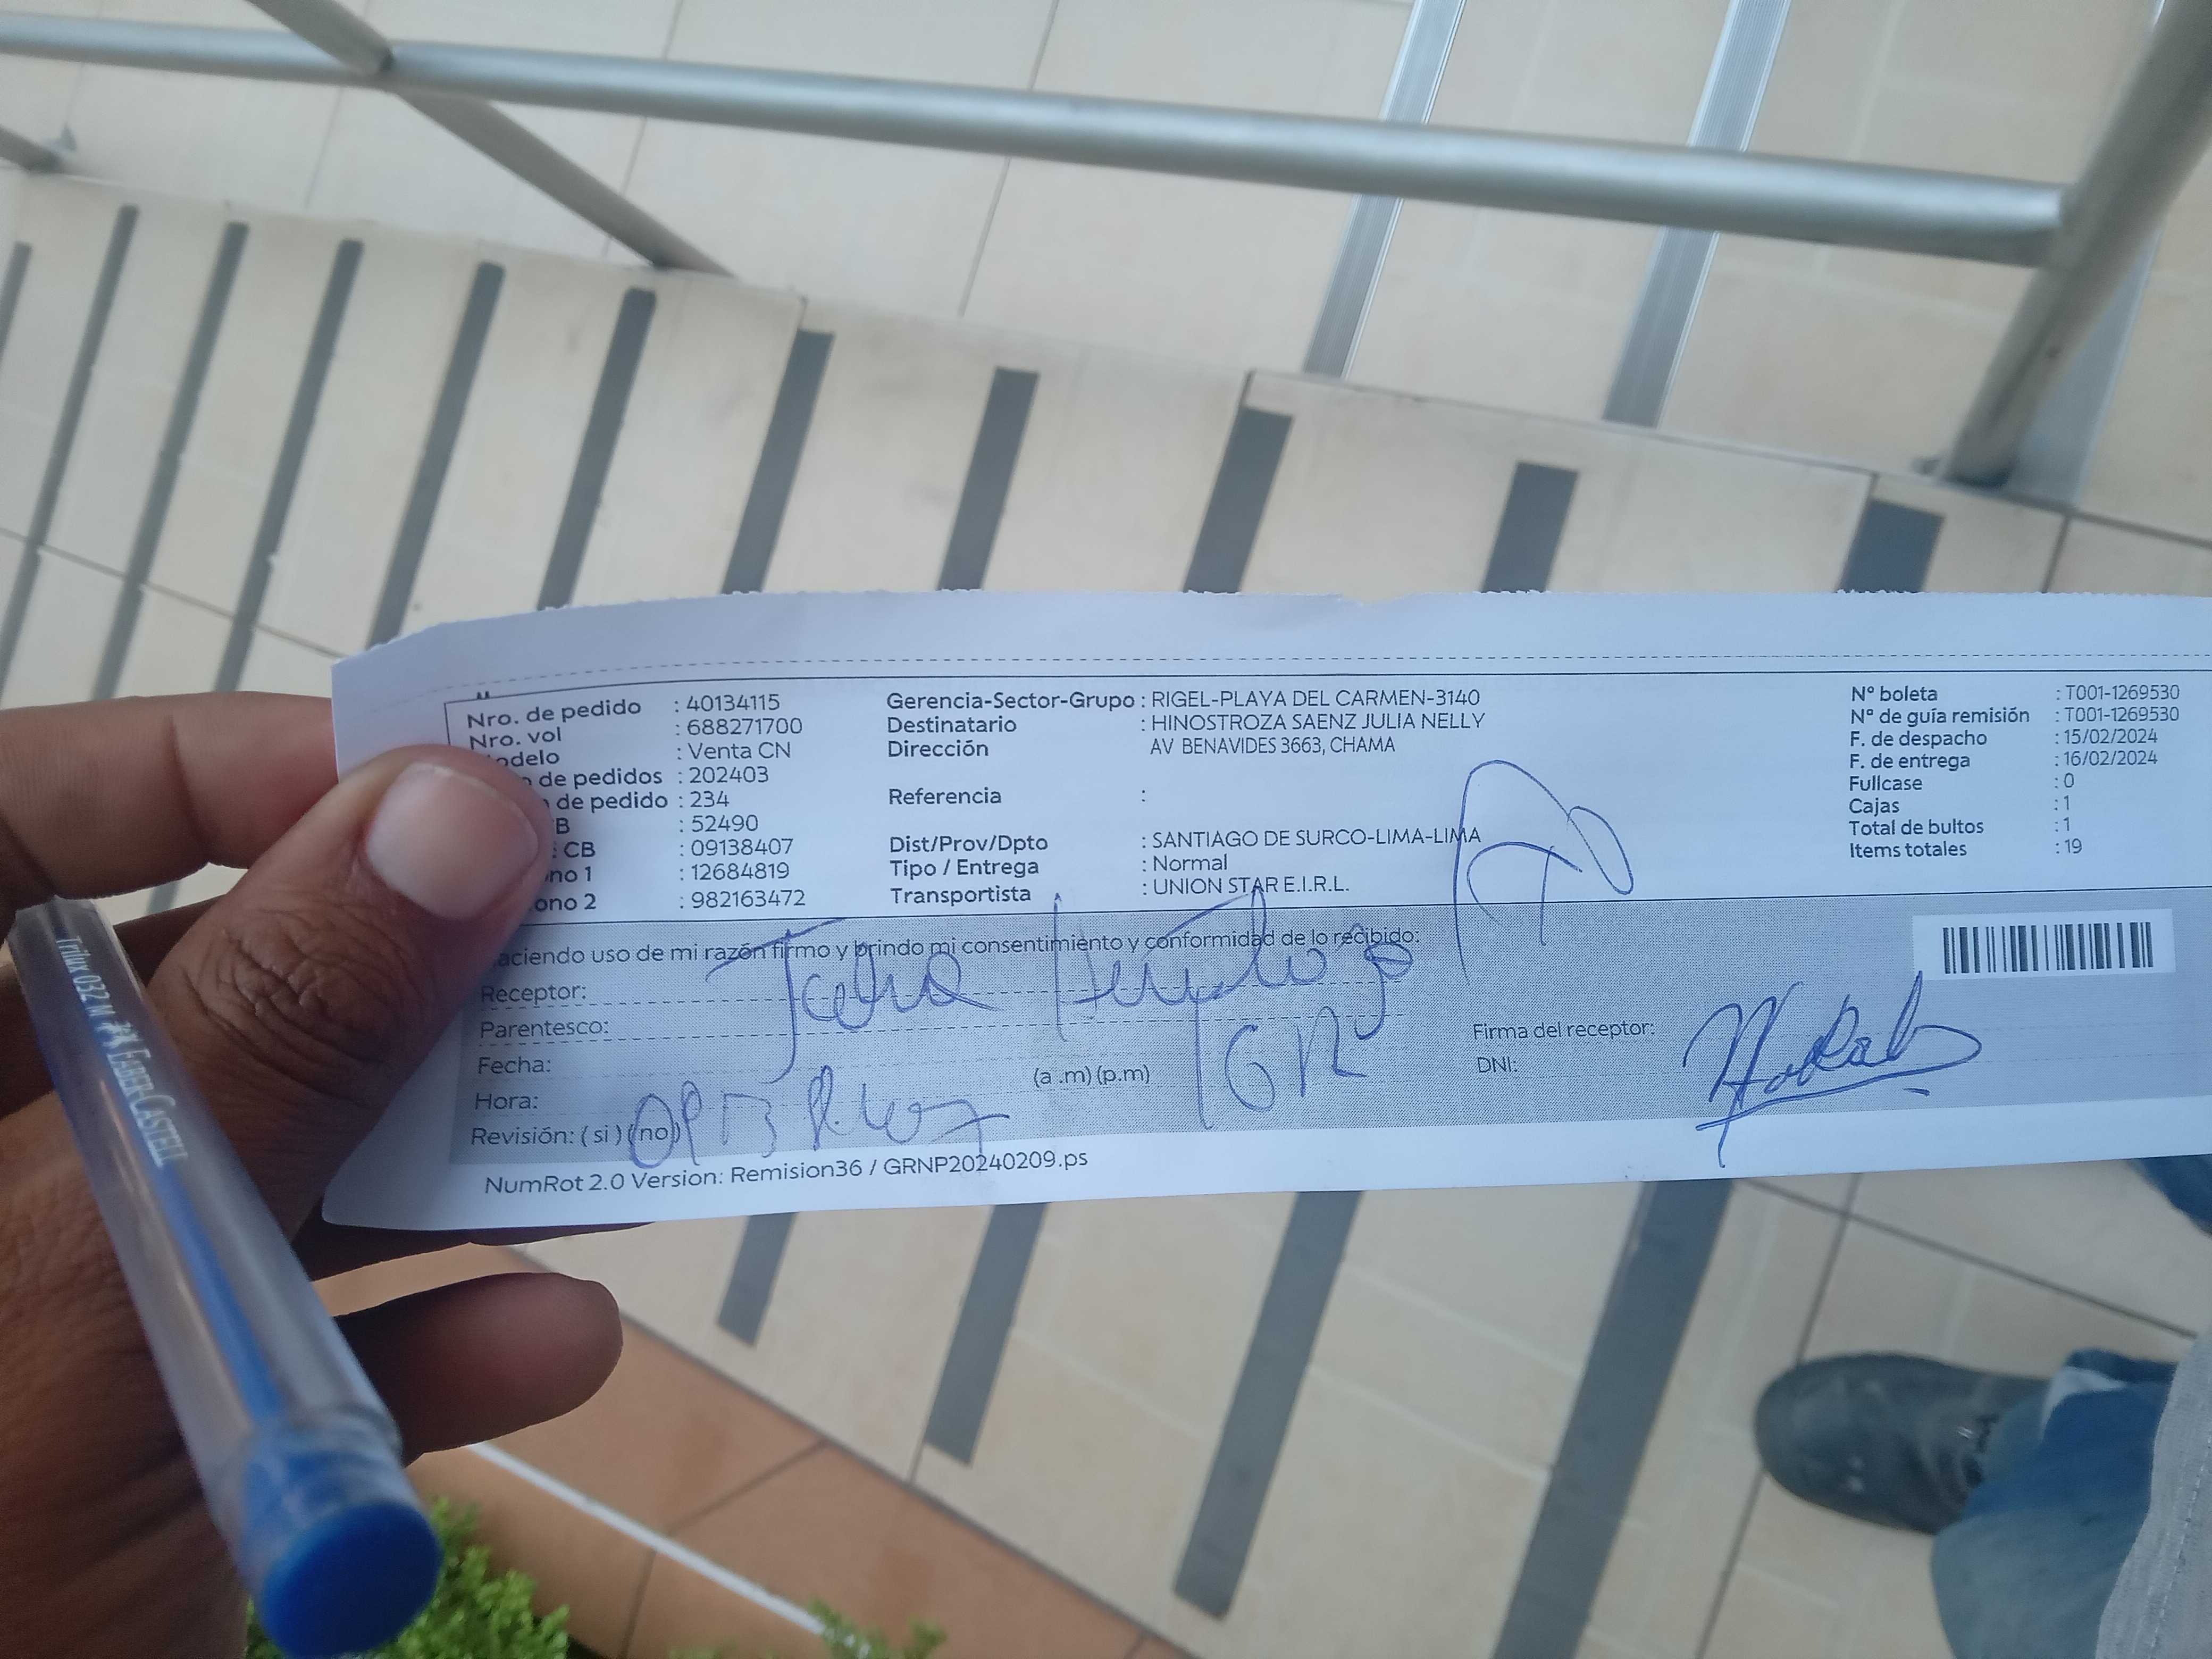 Nro. de pedido : 40134115
Nro. vol : 688271700
odelo : Venta CN
de pedidos : 202403
de pedido : 234
B : 52490
: CB : 09138407
no 1 : 12684819
ono 2 : 982163472
Gerencia-Sector-Grupo : RIGEL-PLAYA DEL CARMEN-3140
Destinatario : HINOSTROZA SAENZ JULIA NELLY
Dirección AV BENAVIDES 3663, CHAMA
Referencia :
Dist/Prov/Dpto : SANTIAGO DE SURCO-LIMA-LIMA
Tipo / Entrega : Normal
Transportista : UNION STAR E.I.R.L.
N° boleta : T001-1269530
N° de guía remisión : T001-1269530
F. de despacho : 15/02/2024
F. de entrega : 16/02/2024
Fullcase : 0
Cajas : 1
Total de bultos : 1
Items totales : 19
aciendo uso de mi razón firmo y brindo mi consentimiento y conformidad de lo recibido:
Receptor:
Parentesco:
Fecha:
Hora: (a .m) (p.m)
Revisión: ( si ) (no)
Firma del receptor:
DNI:
NumRot 2.0 Version: Remision36 / GRNP20240209.ps
Trilux 032 M FABER-CASTELL